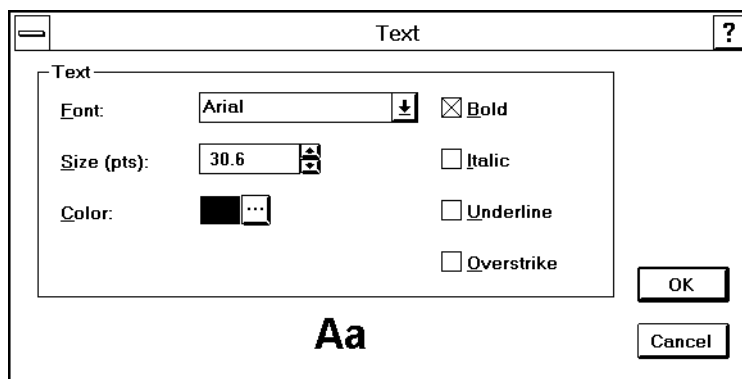 Text
?
Text
Font:
Arial
Bold
Size (pts):
30.6
Italic
Color:
...
Underline
Overstrike
OK
Aa
Cancel